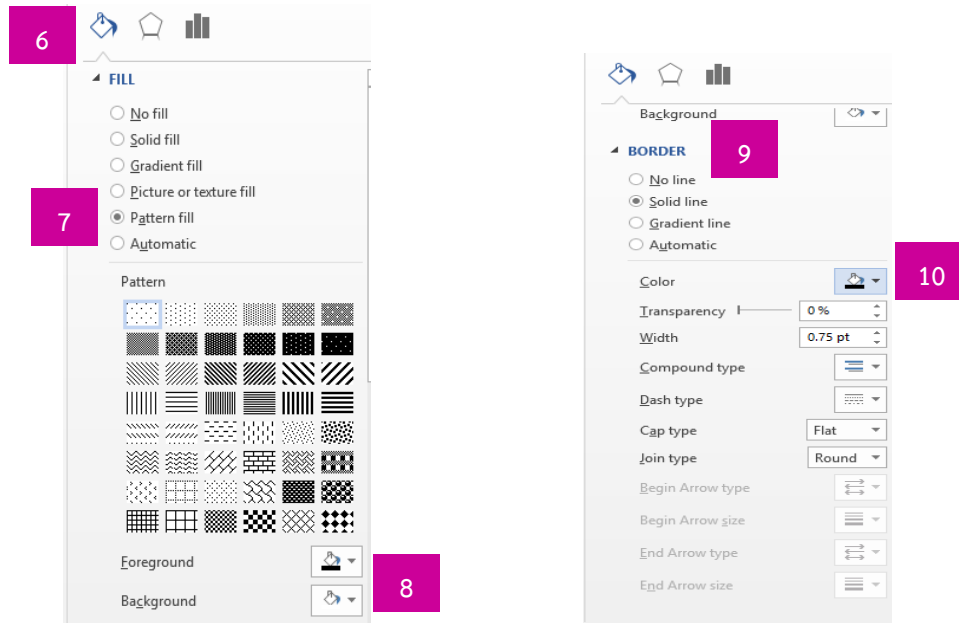 6
FILL
No fill
Solid fill
Gradient fill
Picture or texture fill
7
Pattern fill
Automatic
Pattern
Foreground
8
Background
Background
9
BORDER
No line
Solid line
Gradient line
Automatic
10
Color
Transparency 0 %
Width 0.75 pt
Compound type
Dash type
Cap type Flat
Join type Round
Begin Arrow type
Begin Arrow size
End Arrow type
End Arrow size